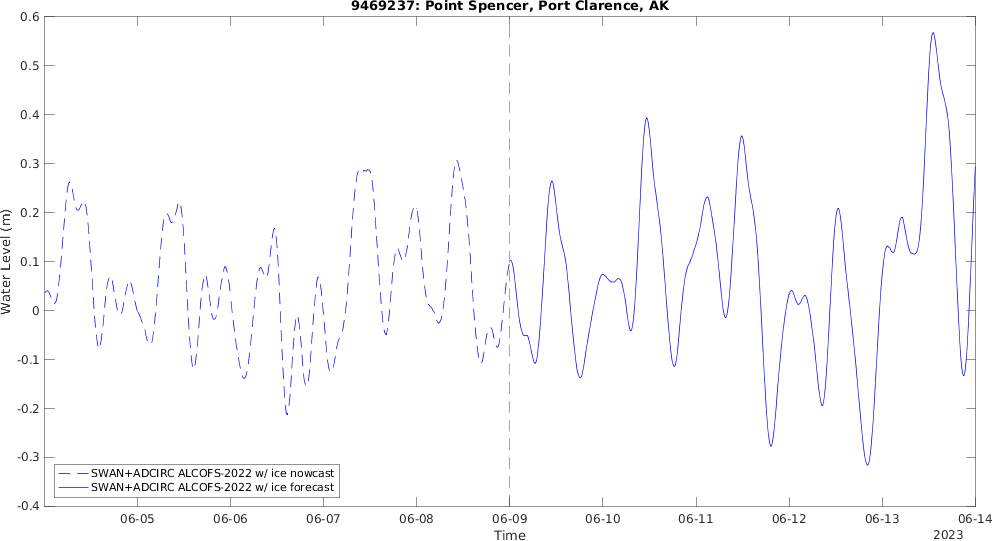 9469237: Point Spencer, Port Clarence, AK
0.6
0.5
0.4
0.3
0.2
0.1
0
-0.1
-0.2
-0.3
-0.4
Water Level (m)
SWAN+ADCIRC ALCOFS-2022 w/ ice nowcast
SWAN+ADCIRC ALCOFS-2022 w/ ice forecast
06-05 06-06 06-07 06-08 06-09 06-10 06-11 06-12 06-13 06-14
Time
2023